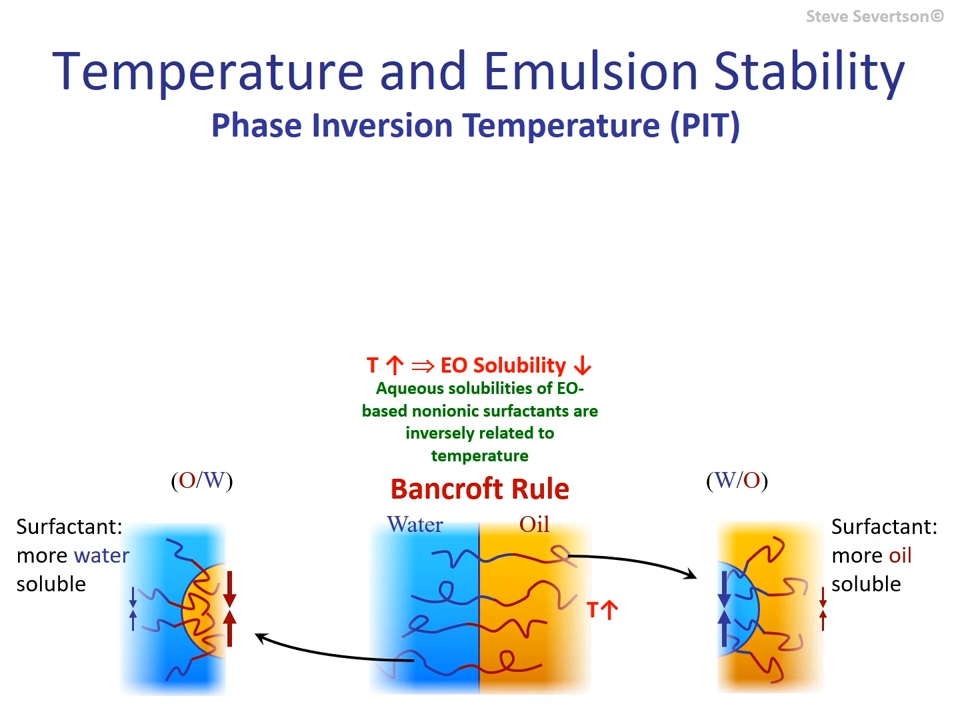 Steve Severtson©
Temperature and Emulsion Stability
Phase Inversion Temperature (PIT)
T ↑ ⇒ EO Solubility ↓
Aqueous solubilities of EO-
based nonionic surfactants are
inversely related to
temperature
(O/W)
Bancroft Rule
(W/O)
Water Oil
Surfactant:
more water
soluble
Surfactant:
more oil
soluble
T↑